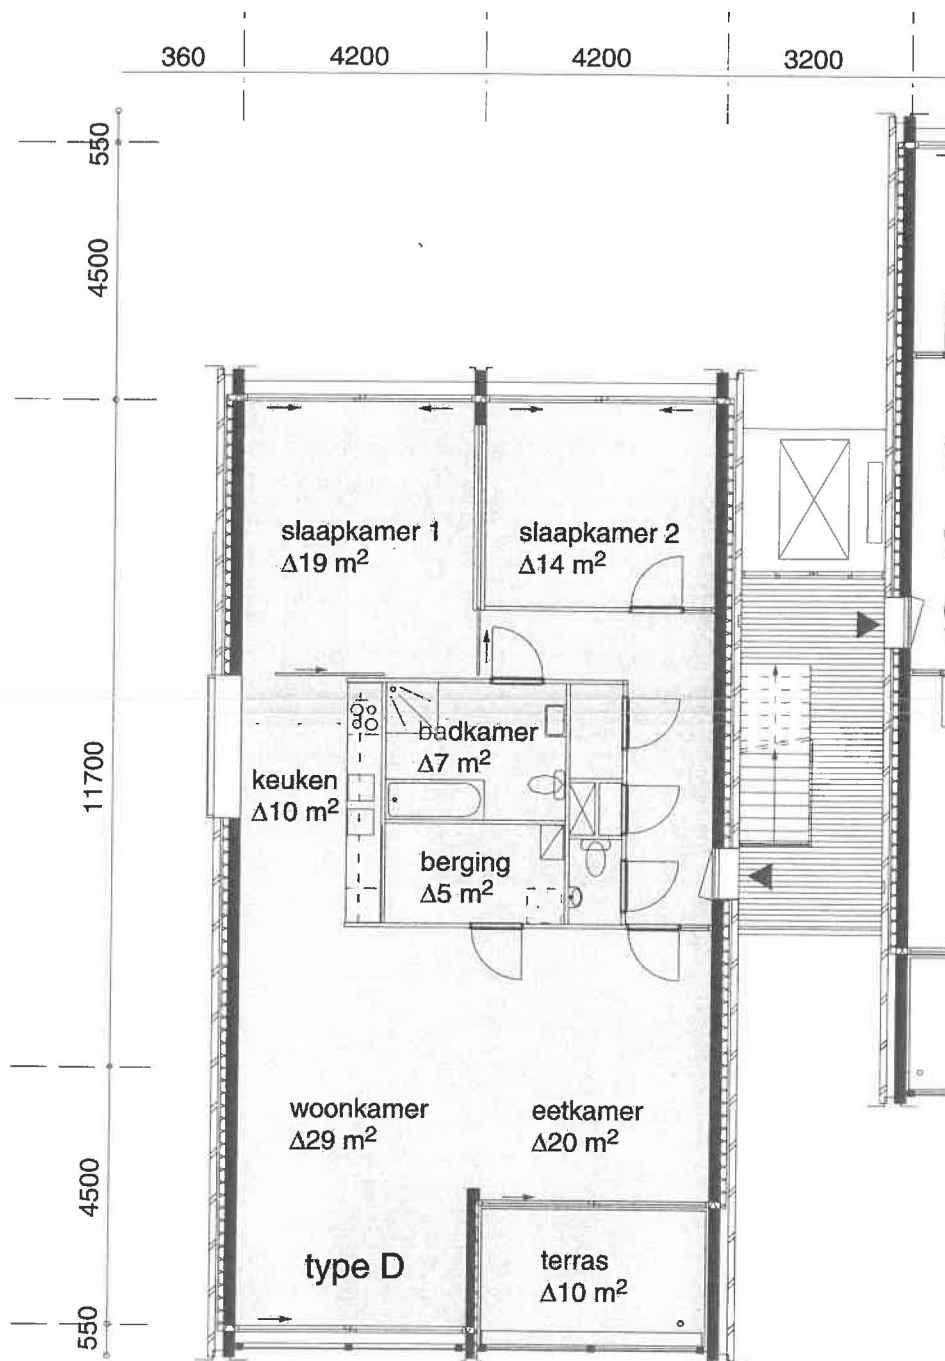 360 4200 4200 3200
550
4500
11700
4500
550
slaapkamer 1
Δ19 m²
slaapkamer 2
Δ14 m²
badkamer
Δ7 m²
keuken
Δ10 m²
berging
Δ5 m²
woonkamer
Δ29 m²
eetkamer
Δ20 m²
type D
terras
Δ10 m²